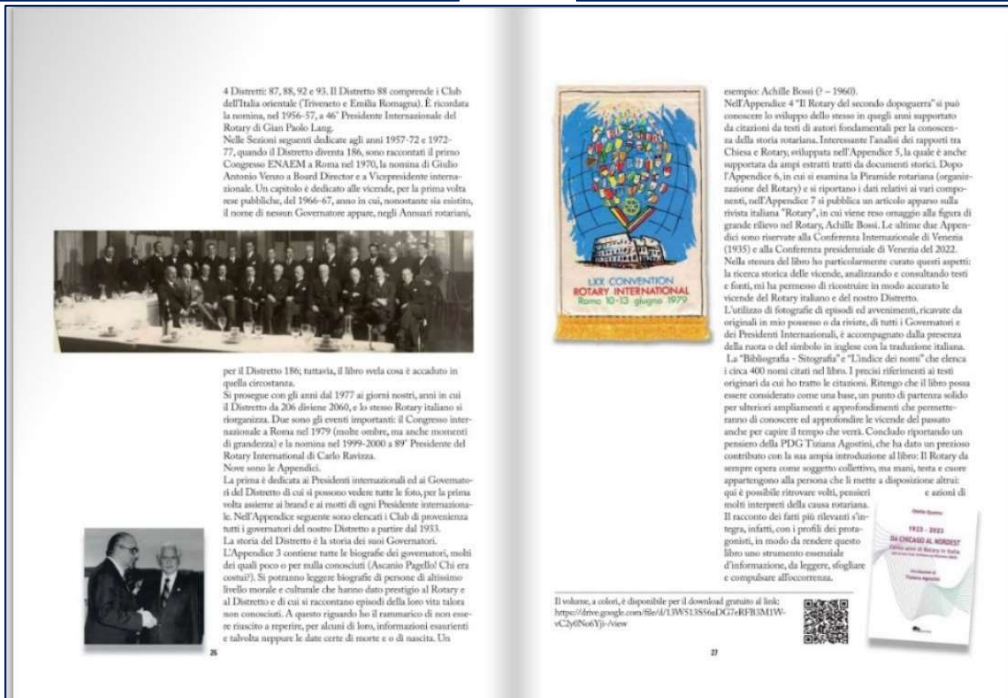 4 Distretti: 87, 88, 92 e 93. Il Distretto 88 comprende i Club
dell'Italia orientale (Triveneto e Emilia Romagna). È ricordata
la nomina, nel 1956-57, a 46° Presidente Internazionale del
Rotary di Gian Paolo Lang.
Nelle Sezioni seguenti dedicate agli anni 1957-72 e 1972-
77, quando il Distretto diventa 186, sono raccontati il primo
Congresso ENAEM a Roma nel 1970, la nomina di Giulio
Antonio Venzo a Board Director e a Vicepresidente interna-
zionale. Un capitolo è dedicato alle vicende, per la prima volta
rese pubbliche, del 1966-67, anno in cui, nonostante sia esistito,
il nome di nessun Governatore appare, negli Annuari rotariani,
per il Distretto 186; tuttavia, il libro svela cosa è accaduto in
quella circostanza.
Si prosegue con gli anni dal 1977 ai giorni nostri, anni in cui
il Distretto da 206 diviene 2060, e lo stesso Rotary italiano si
riorganizza. Due sono gli eventi importanti: il Congresso inter-
nazionale a Roma nel 1979 (molte ombre, ma anche momenti
di grandezza) e la nomina nel 1999-2000 a 89° Presidente del
Rotary International di Carlo Ravizza.
Nove sono le Appendici.
La prima è dedicata ai Presidenti internazionali ed ai Governato-
ri del Distretto di cui si possono vedere tutte le foto, per la prima
volta assieme ai brand e ai motti di ogni Presidente internaziona-
le. Nell'Appendice seguente sono elencati i Club di provenienza
tutti i governatori del nostro Distretto a partire dal 1933.
La storia del Distretto è la storia dei suoi Governatori.
L'Appendice 3 contiene tutte le biografie dei governatori, molti
dei quali poco o per nulla conosciuti (Ascanio Pagello! Chi era
costui?). Si potranno leggere biografie di persone di altissimo
livello morale e culturale che hanno dato prestigio al Rotary e
al Distretto e di cui si raccontano episodi della loro vita talora
non conosciuti. A questo riguardo ho il rammarico di non esse-
re riuscito a reperire, per alcuni di loro, informazioni esaurienti
e talvolta neppure le date certe di morte e o di nascita. Un
26
LXX CONVENTION
ROTARY INTERNATIONAL
Roma 10-13 giugno 1979
esempio: Achille Bossi (? – 1960).
Nell'Appendice 4 "Il Rotary del secondo dopoguerra" si può
conoscere lo sviluppo dello stesso in quegli anni supportato
da citazioni da testi di autori fondamentali per la conoscen-
za della storia rotariana. Interessante l'analisi dei rapporti tra
Chiesa e Rotary, sviluppata nell'Appendice 5, la quale è anche
supportata da ampi estratti tratti da documenti storici. Dopo
l'Appendice 6, in cui si esamina la Piramide rotariana (organiz-
zazione del Rotary) e si riportano i dati relativi ai vari compo-
nenti, nell'Appendice 7 si pubblica un articolo apparso sulla
rivista italiana "Rotary", in cui viene reso omaggio alla figura di
grande rilievo nel Rotary, Achille Bossi. Le ultime due Appen-
dici sono riservate alla Conferenza Internazionale di Venezia
(1935) e alla Conferenza presidenziale di Venezia del 2022.
Nella stesura del libro ho particolarmente curato questi aspetti:
la ricerca storica delle vicende, analizzando e consultando testi
e fonti, mi ha permesso di ricostruire in modo accurato le
vicende del Rotary italiano e del nostro Distretto.
L'utilizzo di fotografie di episodi ed avvenimenti, ricavate da
originali in mio possesso o da riviste, di tutti i Governatori e
dei Presidenti Internazionali, è accompagnato dalla presenza
della ruota o del simbolo in inglese con la traduzione italiana.
La "Bibliografia - Sitografia" e "L'indice dei nomi" che elenca
i circa 400 nomi citati nel libro. I precisi riferimenti ai testi
originari da cui ho tratto le citazioni. Ritengo che il libro possa
essere considerato come una base, un punto di partenza solido
per ulteriori ampliamenti e approfondimenti che permette-
ranno di conoscere ed approfondire le vicende del passato
anche per capire il tempo che verrà. Concludo riportando un
pensiero della PDG Tiziana Agostini, che ha dato un prezioso
contributo con la sua ampia introduzione al libro: Il Rotary da
sempre opera come soggetto collettivo, ma mani, testa e cuore
appartengono alla persona che li mette a disposizione altrui:
qui è possibile ritrovare volti, pensieri e azioni di
molti interpreti della causa rotariana.
Il racconto dei fatti più rilevanti s'in-
tegra, infatti, con i profili dei prota-
gonisti, in modo da rendere questo
libro uno strumento essenziale
d'informazione, da leggere, sfogliare
e compulsare all'occorrenza.
1923 - 2023
DA CHICAGO AL NORDEST
Cento anni di Rotary in Italia
Introduzione di
Tiziana Agostini
Il volume, a colori, è disponibile per il download gratuito al link:
27